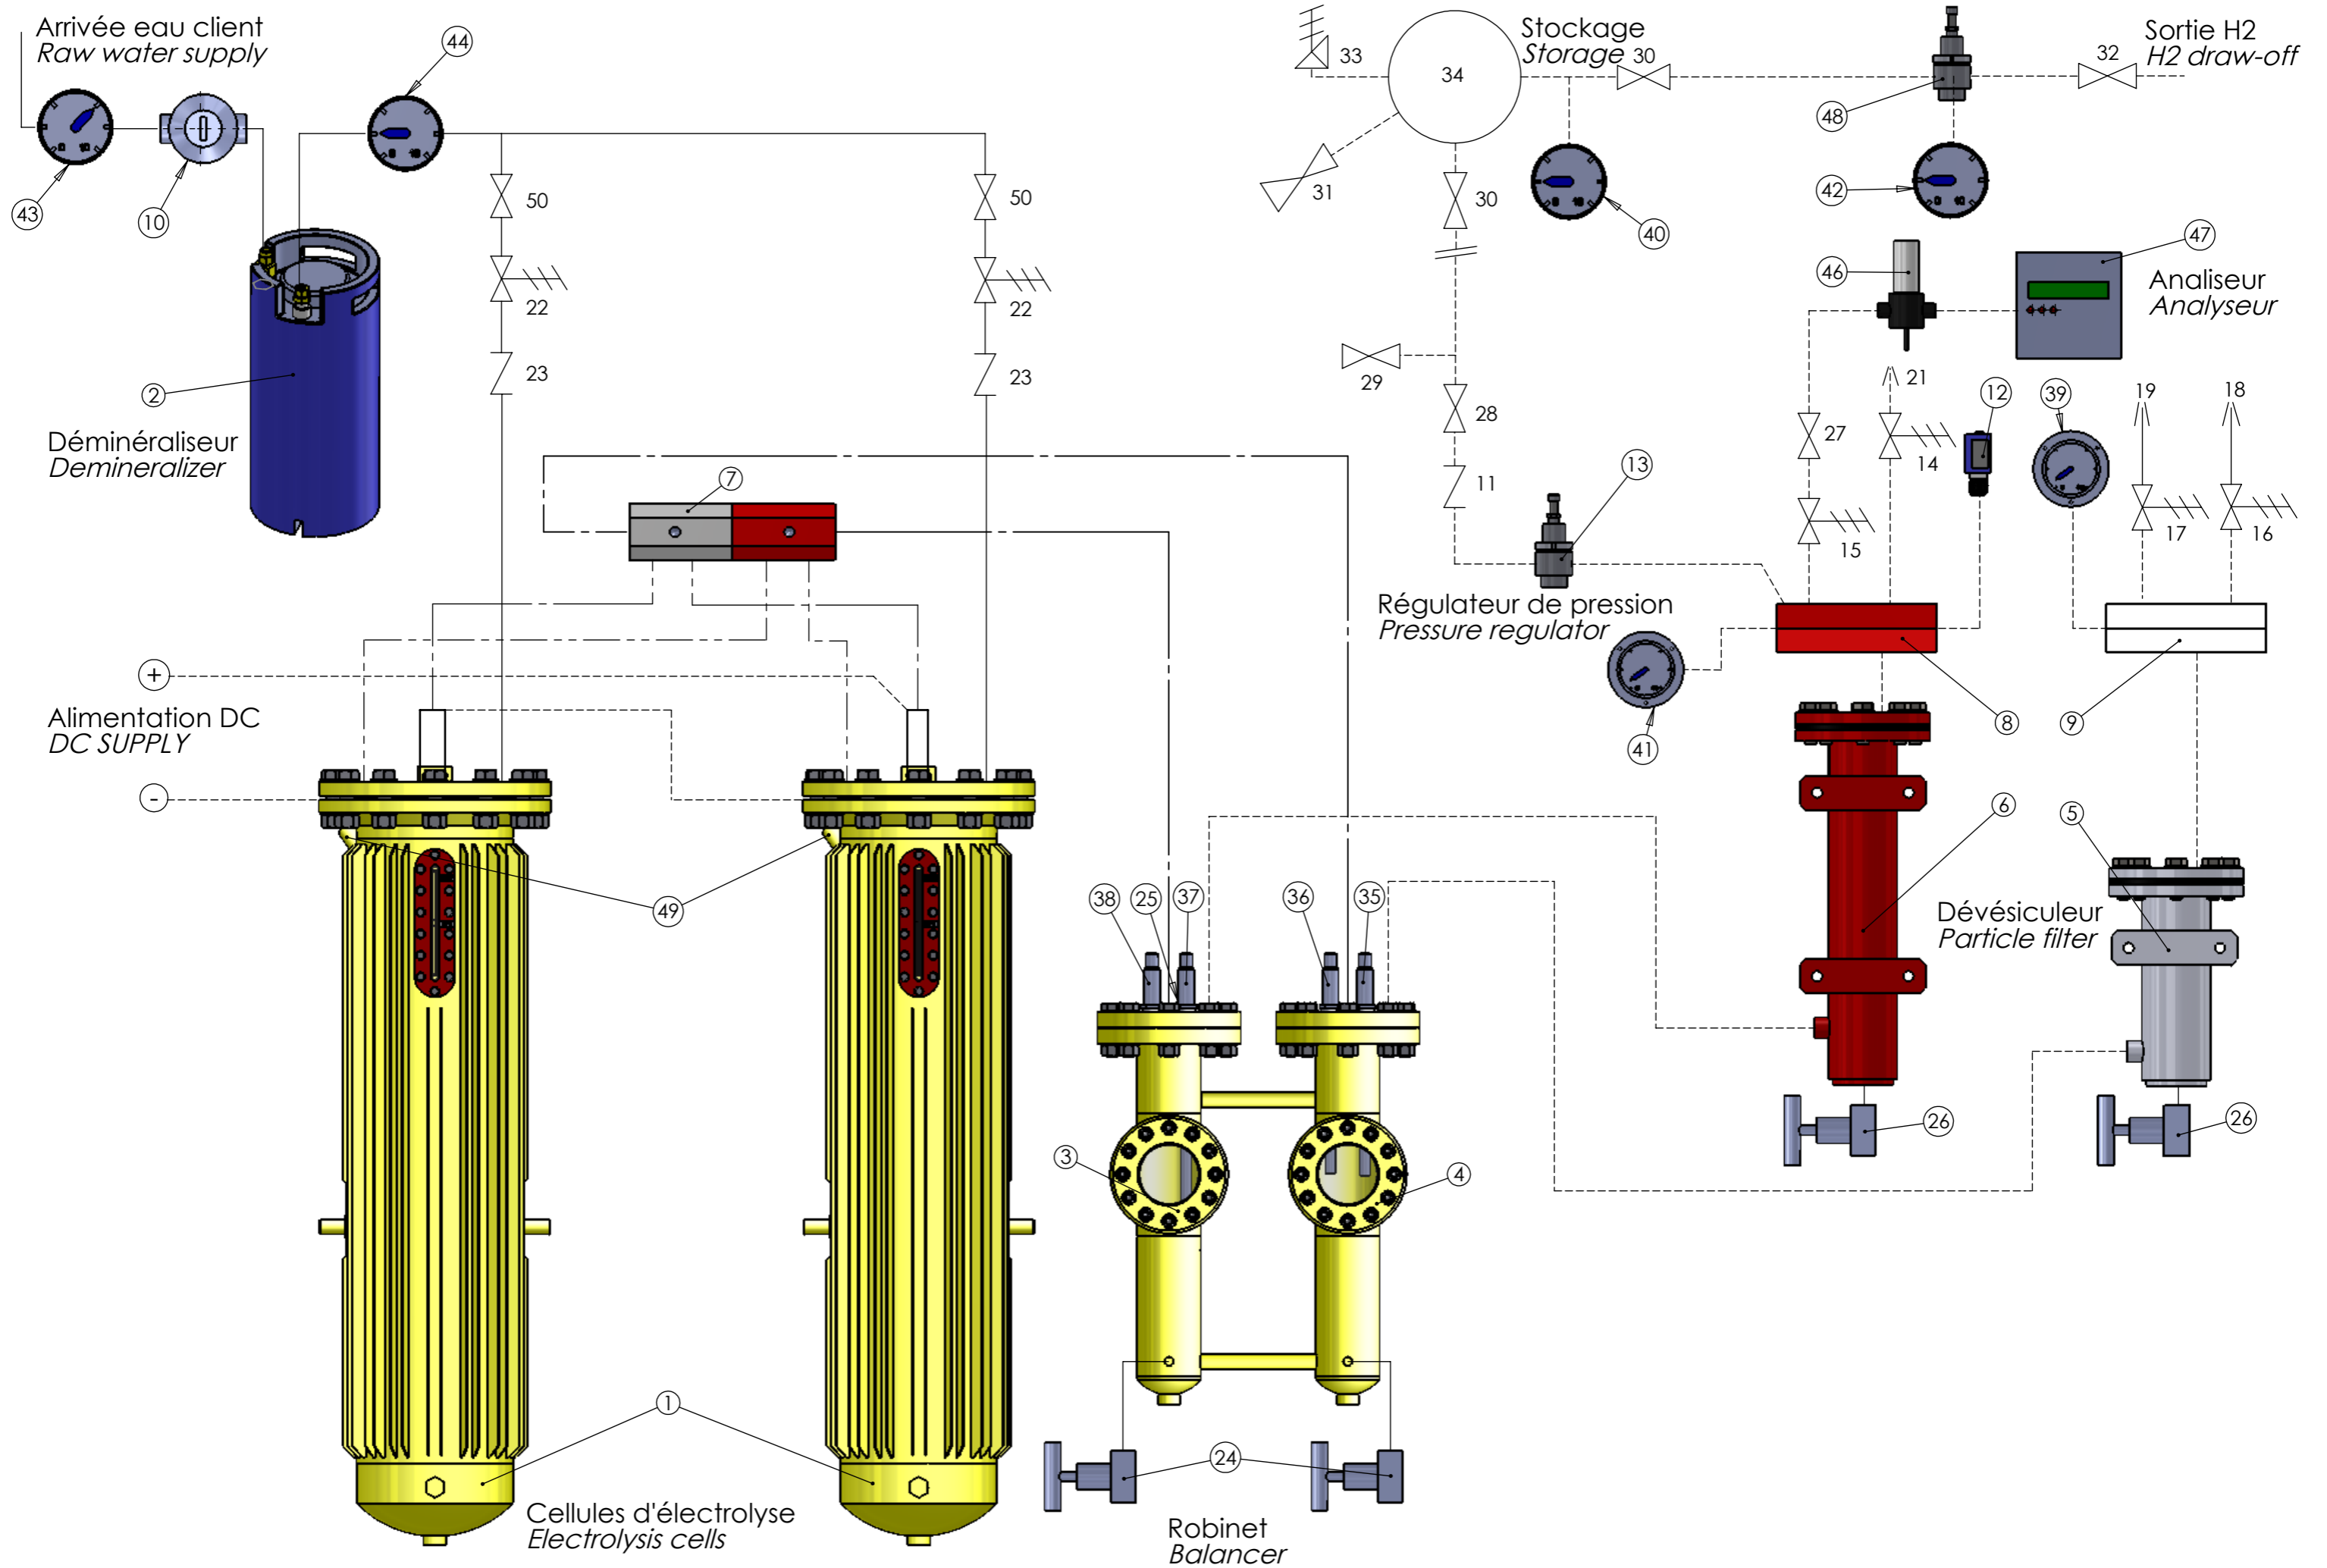 Arrivée eau client
Raw water supply
44
43
10
50
50
22
22
23
23
2
Déminéraliseur
Demineralizer
7
+
Alimentation DC
DC SUPPLY
-
49
1
Cellules d'électrolyse
Electrolysis cells
33
34
Stockage
Storage
30
48
32
Sortie H2
H2 draw-off
31
30
40
42
46
47
Analiseur
Analyseur
29
28
11
13
Régulateur de pression
Pressure regulator
41
27
15
21
14
12
39
19
18
17
16
8
9
6
5
Dévésiculeur
Particle filter
38
25
37
36
35
3
4
26
26
24
Robinet
Balancer